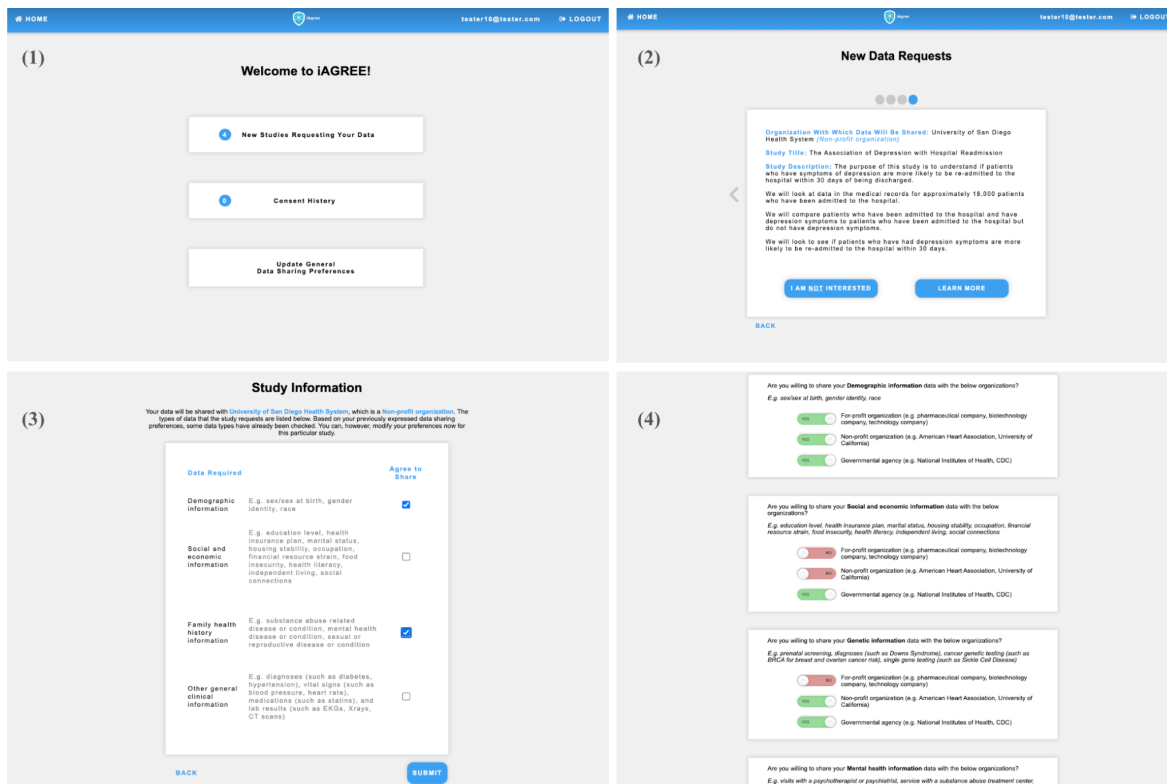 HOME
iAgree
tester10@tester.com
LOGOUT
(1)
Welcome to iAGREE!
4 New Studies Requesting Your Data
0 Consent History
Update General
Data Sharing Preferences
HOME
iAgree
tester10@tester.com
LOGOUT
(2)
New Data Requests
Organization With Which Data Will Be Shared: University of San Diego
Health System (Non-profit organization)
Study Title: The Association of Depression with Hospital Readmission
Study Description: The purpose of this study is to understand if patients
who have symptoms of depression are more likely to be re-admitted to the
hospital within 30 days of being discharged.
We will look at data in the medical records for approximately 18,000 patients
who have been admitted to the hospital.
We will compare patients who have been admitted to the hospital and have
depression symptoms to patients who have been admitted to the hospital but
do not have depression symptoms.
We will look to see if patients who have had depression symptoms are more
likely to be re-admitted to the hospital within 30 days.
I AM NOT INTERESTED
LEARN MORE
BACK
(3)
Study Information
Your data will be shared with University of San Diego Health System, which is a Non-profit organization. The
types of data that the study requests are listed below. Based on your previously expressed data sharing
preferences, some data types have already been checked. You can, however, modify your preferences now for
this particular study.
Data Required
Agree to
Share
Demographic
information
E.g. sex/sex at birth, gender
identity, race
Social and
economic
information
E.g. education level, health
insurance plan, marital status,
housing stability, occupation,
financial resource strain, food
insecurity, health literacy,
independent living, social
connections
Family health
history
information
E.g. substance abuse related
disease or condition, mental health
disease or condition, sexual or
reproductive disease or condition
Other general
clinical
information
E.g. diagnoses (such as diabetes,
hypertension), vital signs (such as
blood pressure, heart rate),
medications (such as statins), and
lab results (such as EKGs, Xrays,
CT scans)
BACK
SUBMIT
(4)
Are you willing to share your Demographic information data with the below organizations?
E.g. sex/sex at birth, gender identity, race
YES For-profit organization (e.g. pharmaceutical company, biotechnology
company, technology company)
YES Non-profit organization (e.g. American Heart Association, University of
California)
YES Governmental agency (e.g. National Institutes of Health, CDC)
Are you willing to share your Social and economic information data with the below
organizations?
E.g. education level, health insurance plan, marital status, housing stability, occupation, financial
resource strain, food insecurity, health literacy, independent living, social connections
NO For-profit organization (e.g. pharmaceutical company, biotechnology
company, technology company)
NO Non-profit organization (e.g. American Heart Association, University of
California)
YES Governmental agency (e.g. National Institutes of Health, CDC)
Are you willing to share your Genetic information data with the below organizations?
E.g. prenatal screening, diagnoses (such as Downs Syndrome), cancer genetic testing (such as
BRCA for breast and ovarian cancer risk), single gene testing (such as Sickle Cell Disease)
NO For-profit organization (e.g. pharmaceutical company, biotechnology
company, technology company)
YES Non-profit organization (e.g. American Heart Association, University of
California)
YES Governmental agency (e.g. National Institutes of Health, CDC)
Are you willing to share your Mental health information data with the below organizations?
E.g. visits with a psychotherapist or psychiatrist, service with a substance abuse treatment center,